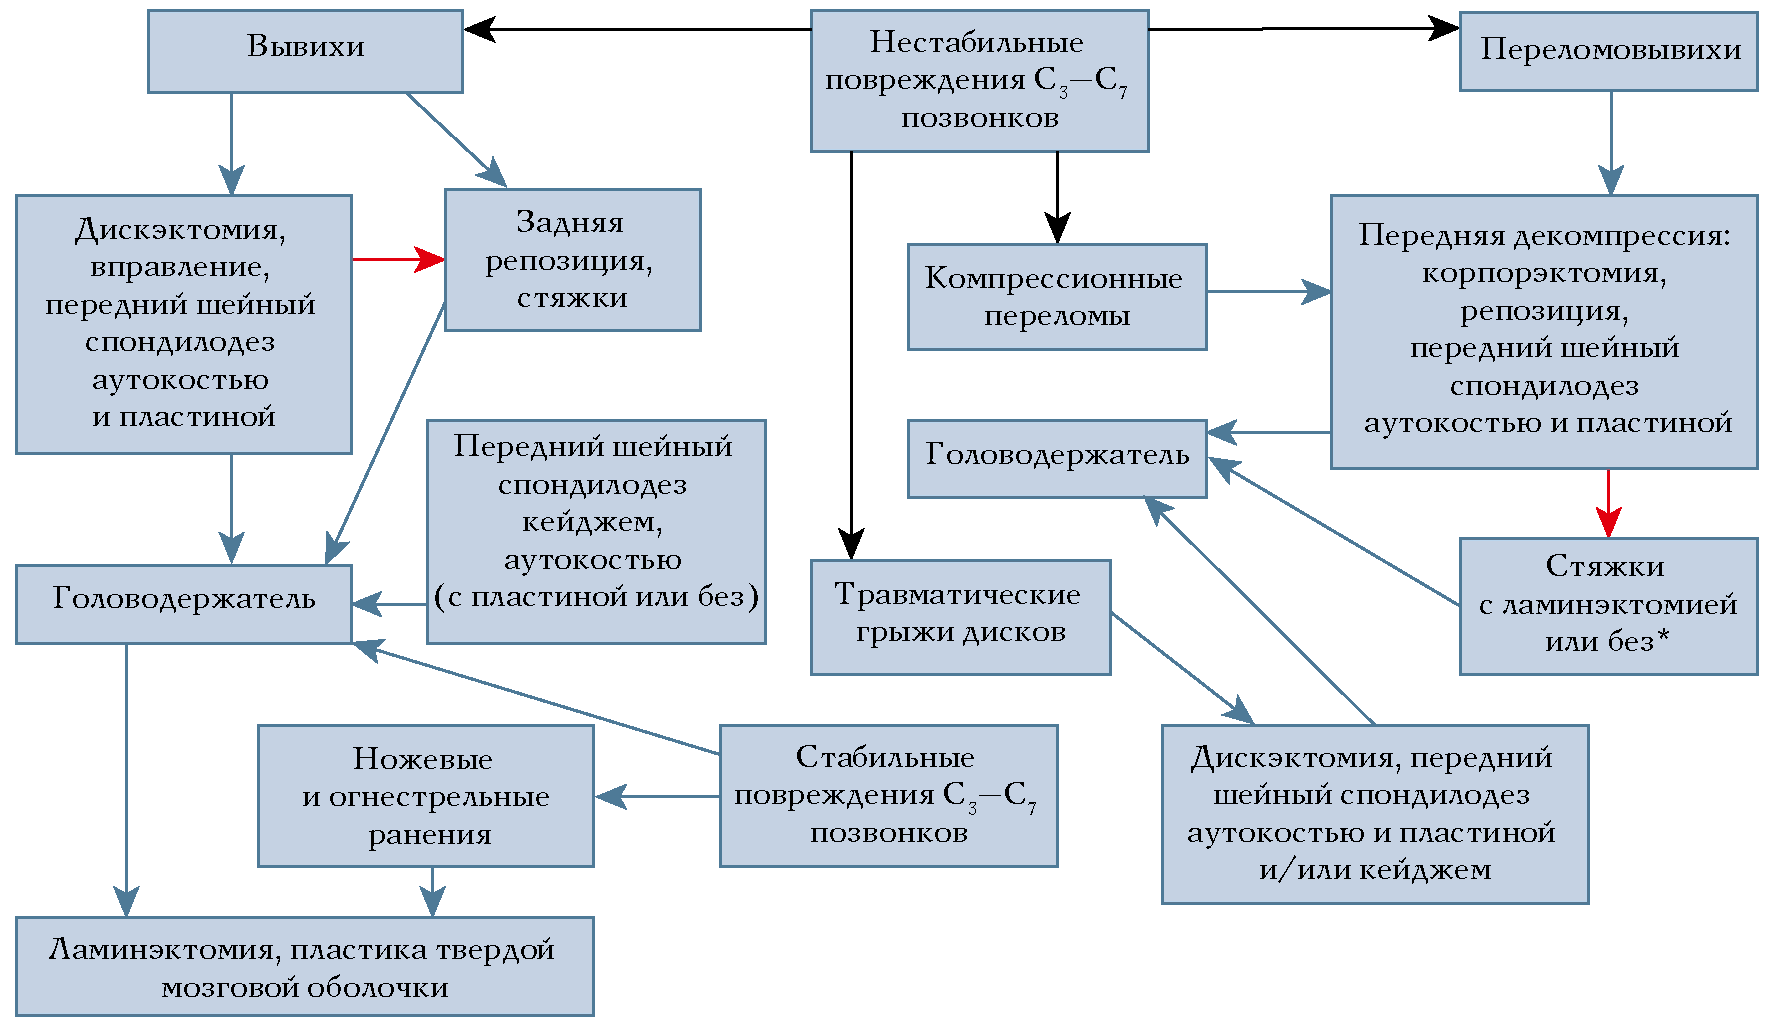 Вывихи
Нестабильные
повреждения C₃—C₇
позвонков
Переломовывихи
Дискэктомия,
вправление,
передний шейный
спондилодез
аутокостью
и пластиной
Задняя
репозиция,
стяжки
Компрессионные
переломы
Передняя декомпрессия:
корпорэктомия,
репозиция,
передний шейный
спондилодез
аутокостью и пластиной
Передний шейный
спондилодез
кейджем,
аутокостью
(с пластиной или без)
Головодержатель
Головодержатель
Травматические
грыжи дисков
Стяжки
с ламинэктомией
или без*
Ножевые
и огнестрельные
ранения
Стабильные
повреждения C₃—C₇
позвонков
Дискэктомия, передний
шейный спондилодез
аутокостью и пластиной
и/или кейджем
Ламинэктомия, пластика твердой
мозговой оболочки